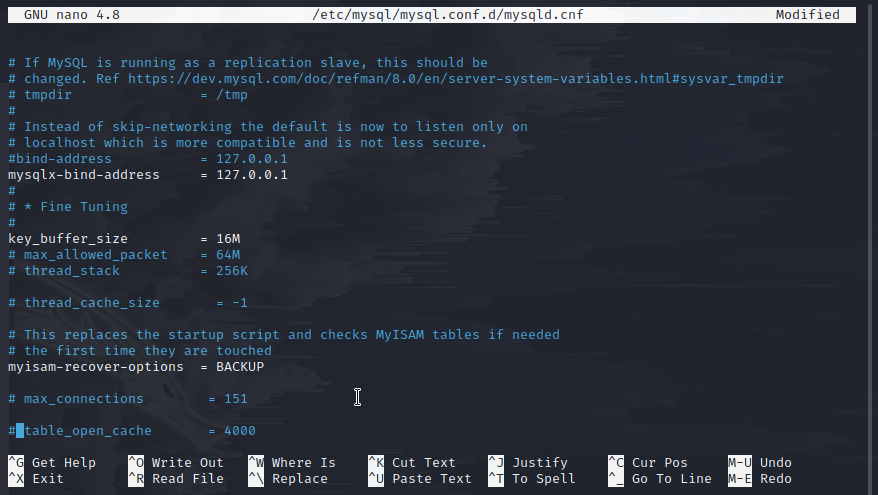 GNU nano 4.8 /etc/mysql/mysql.conf.d/mysqld.cnf Modified
# If MySQL is running as a replication slave, this should be
# changed. Ref https://dev.mysql.com/doc/refman/8.0/en/server-system-variables.html#sysvar_tmpdir
# tmpdir = /tmp
#
# Instead of skip-networking the default is now to listen only on
# localhost which is more compatible and is not less secure.
#bind-address = 127.0.0.1
mysqlx-bind-address = 127.0.0.1
#
# * Fine Tuning
#
key_buffer_size = 16M
# max_allowed_packet = 64M
# thread_stack = 256K
# thread_cache_size = -1
# This replaces the startup script and checks MyISAM tables if needed
# the first time they are touched
myisam-recover-options = BACKUP
# max_connections = 151
# table_open_cache = 4000
^G Get Help ^O Write Out ^W Where Is ^K Cut Text ^J Justify ^C Cur Pos M-U Undo
^X Exit ^R Read File ^\ Replace ^U Paste Text ^T To Spell ^_ Go To Line M-E Redo